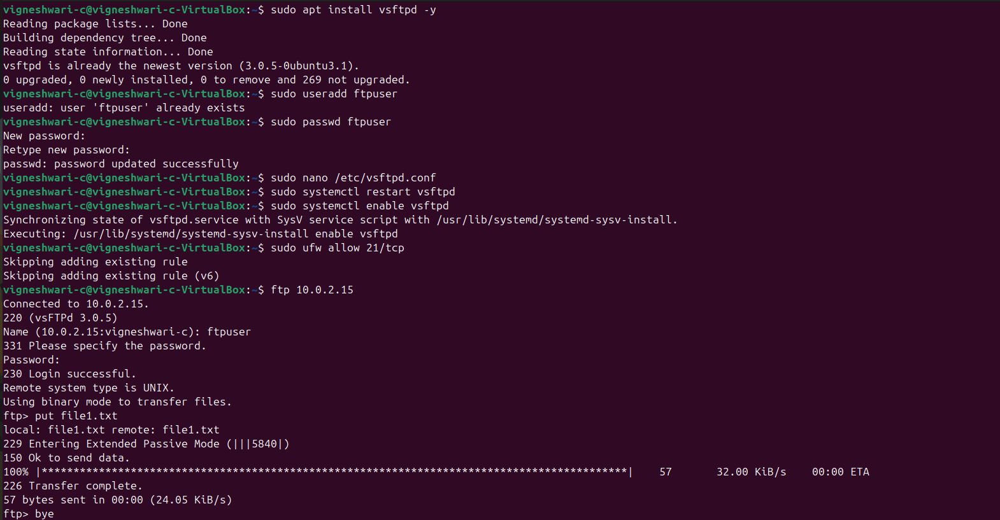 vigneshwari-c@vigneshwari-c-VirtualBox:~$ sudo apt install vsftpd -y
Reading package lists... Done
Building dependency tree... Done
Reading state information... Done
vsftpd is already the newest version (3.0.5-0ubuntu3.1).
0 upgraded, 0 newly installed, 0 to remove and 269 not upgraded.
vigneshwari-c@vigneshwari-c-VirtualBox:~$ sudo useradd ftpuser
useradd: user 'ftpuser' already exists
vigneshwari-c@vigneshwari-c-VirtualBox:~$ sudo passwd ftpuser
New password:
Retype new password:
passwd: password updated successfully
vigneshwari-c@vigneshwari-c-VirtualBox:~$ sudo nano /etc/vsftpd.conf
vigneshwari-c@vigneshwari-c-VirtualBox:~$ sudo systemctl restart vsftpd
vigneshwari-c@vigneshwari-c-VirtualBox:~$ sudo systemctl enable vsftpd
Synchronizing state of vsftpd.service with SysV service script with /usr/lib/systemd/systemd-sysv-install.
Executing: /usr/lib/systemd/systemd-sysv-install enable vsftpd
vigneshwari-c@vigneshwari-c-VirtualBox:~$ sudo ufw allow 21/tcp
Skipping adding existing rule
Skipping adding existing rule (v6)
vigneshwari-c@vigneshwari-c-VirtualBox:~$ ftp 10.0.2.15
Connected to 10.0.2.15.
220 (vsFTPd 3.0.5)
Name (10.0.2.15:vigneshwari-c): ftpuser
331 Please specify the password.
Password:
230 Login successful.
Remote system type is UNIX.
Using binary mode to transfer files.
ftp> put file1.txt
local: file1.txt remote: file1.txt
229 Entering Extended Passive Mode (|||5840|)
150 Ok to send data.
100% |********************************************************************************************| 57 32.00 KiB/s 00:00 ETA
226 Transfer complete.
57 bytes sent in 00:00 (24.05 KiB/s)
ftp> bye